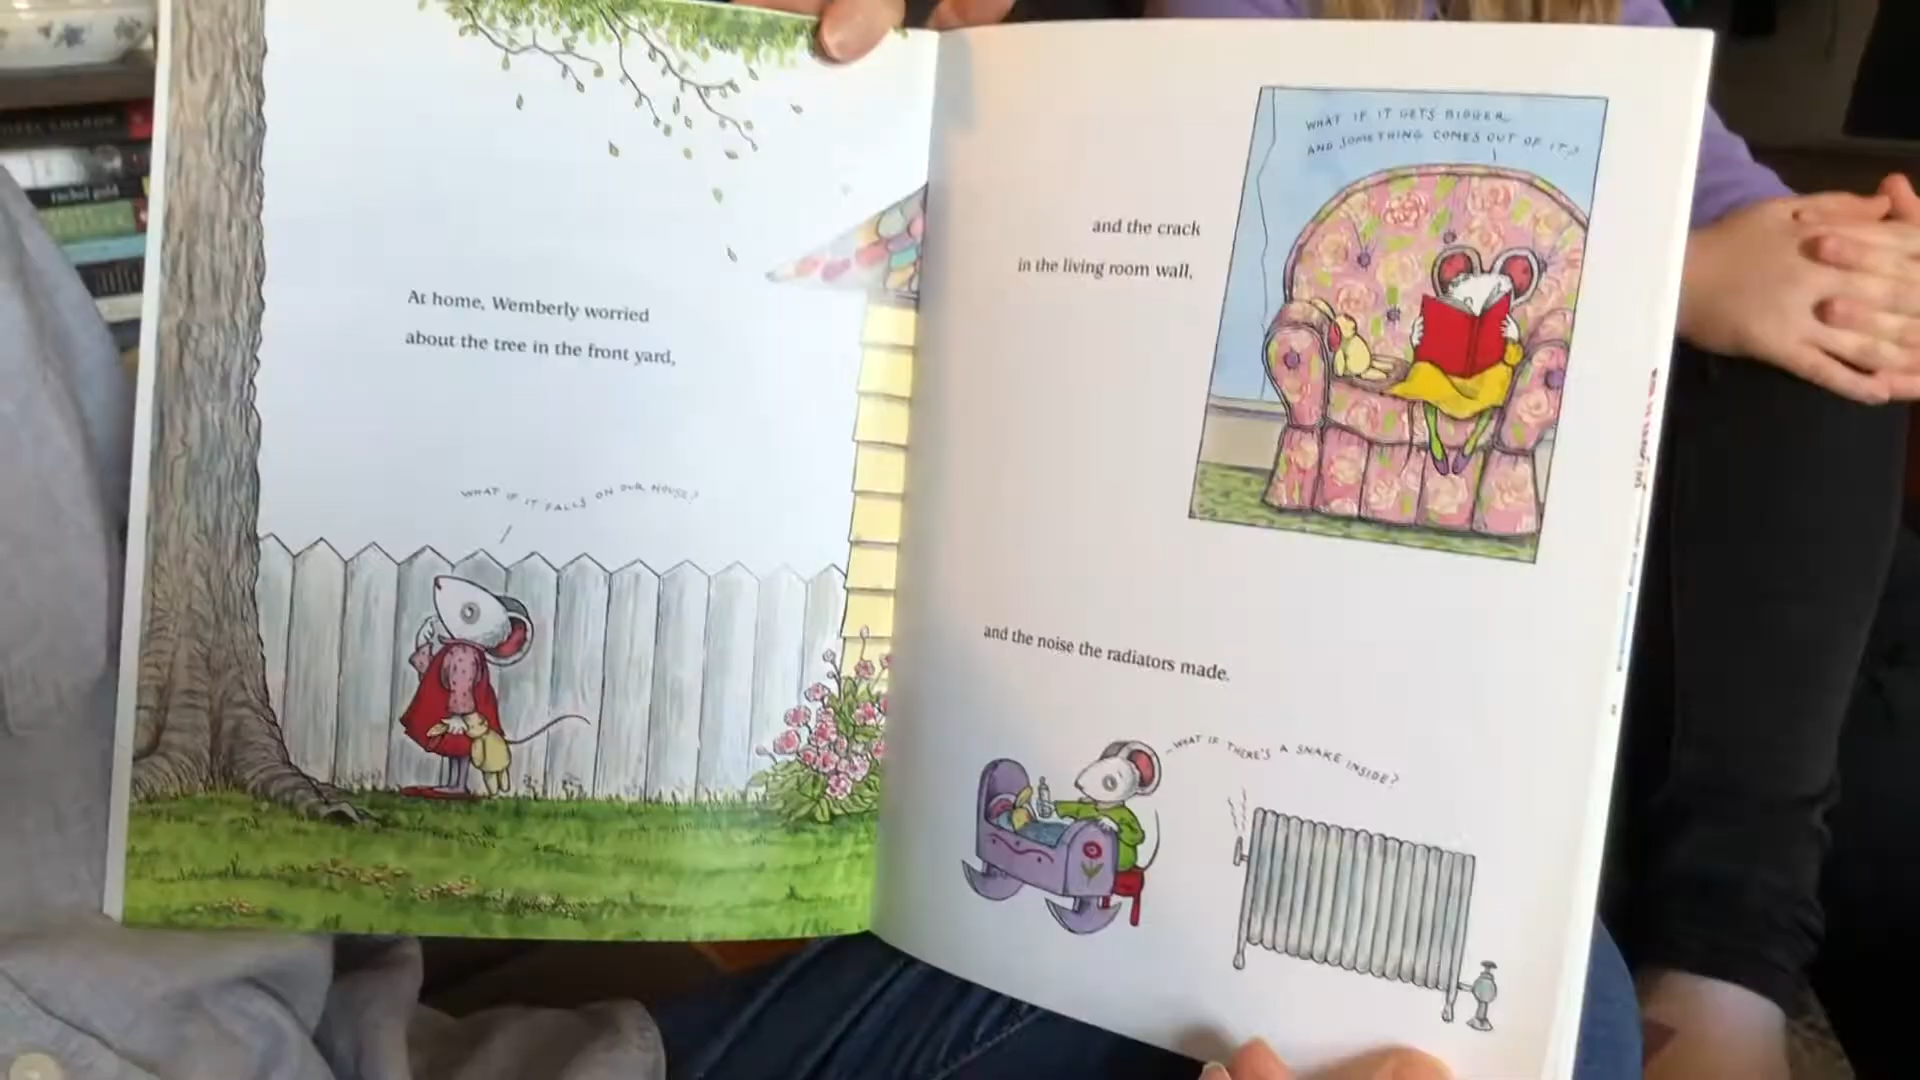 At home, Wemberly worried
about the tree in the front yard,
WHAT IF IT FALLS ON OUR HOUSE?
and the crack
in the living room wall,
WHAT IF IT GETS BIGGER
AND SOMETHING COMES OUT OF IT?
and the noise the radiators made.
WHAT IF THERE'S A SNAKE INSIDE?
rachel gold